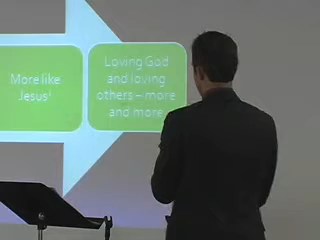 More like
Jesus!
Loving God
and loving
others – more
and more